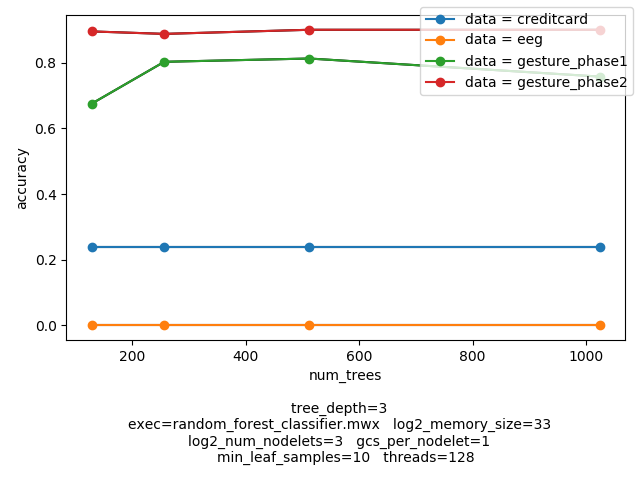 data = creditcard
data = eeg
data = gesture_phase1
data = gesture_phase2
accuracy
0.8
0.6
0.4
0.2
0.0
200 400 600 800 1000
num_trees
tree_depth=3
exec=random_forest_classifier.mwx log2_memory_size=33
log2_num_nodelets=3 gcs_per_nodelet=1
min_leaf_samples=10 threads=128